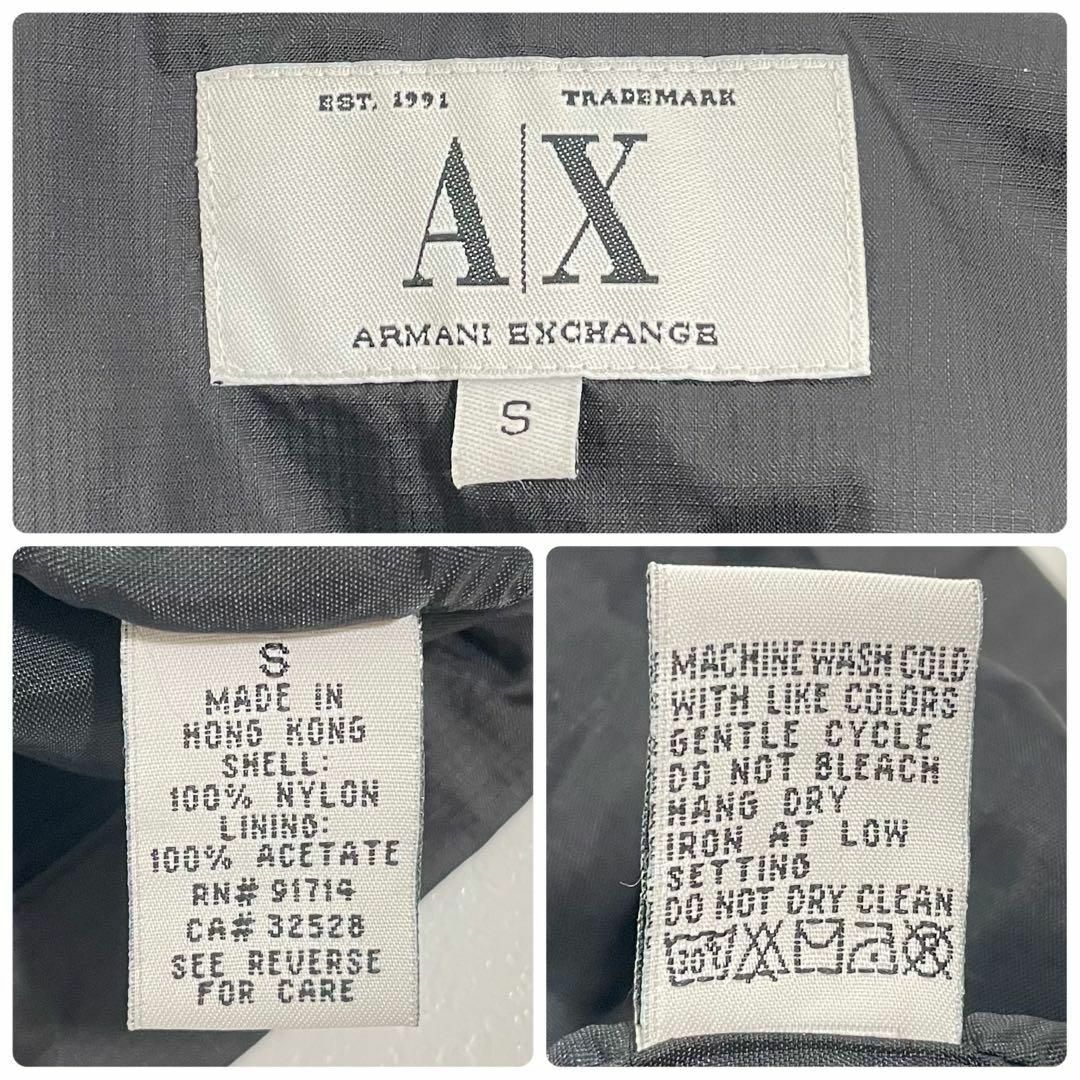 EST. 1991 TRADEMARK
A|X
ARMANI EXCHANGE
S
S
MADE IN
HONG KONG
SHELL:
100% NYLON
LINING:
100% ACETATE
RN# 91714
CA# 32528
SEE REVERSE
FOR CARE
MACHINE WASH COLD
WITH LIKE COLORS
GENTLE CYCLE
DO NOT BLEACH
HANG DRY
IRON AT LOW
SETTING
DO NOT DRY CLEAN
30°C P